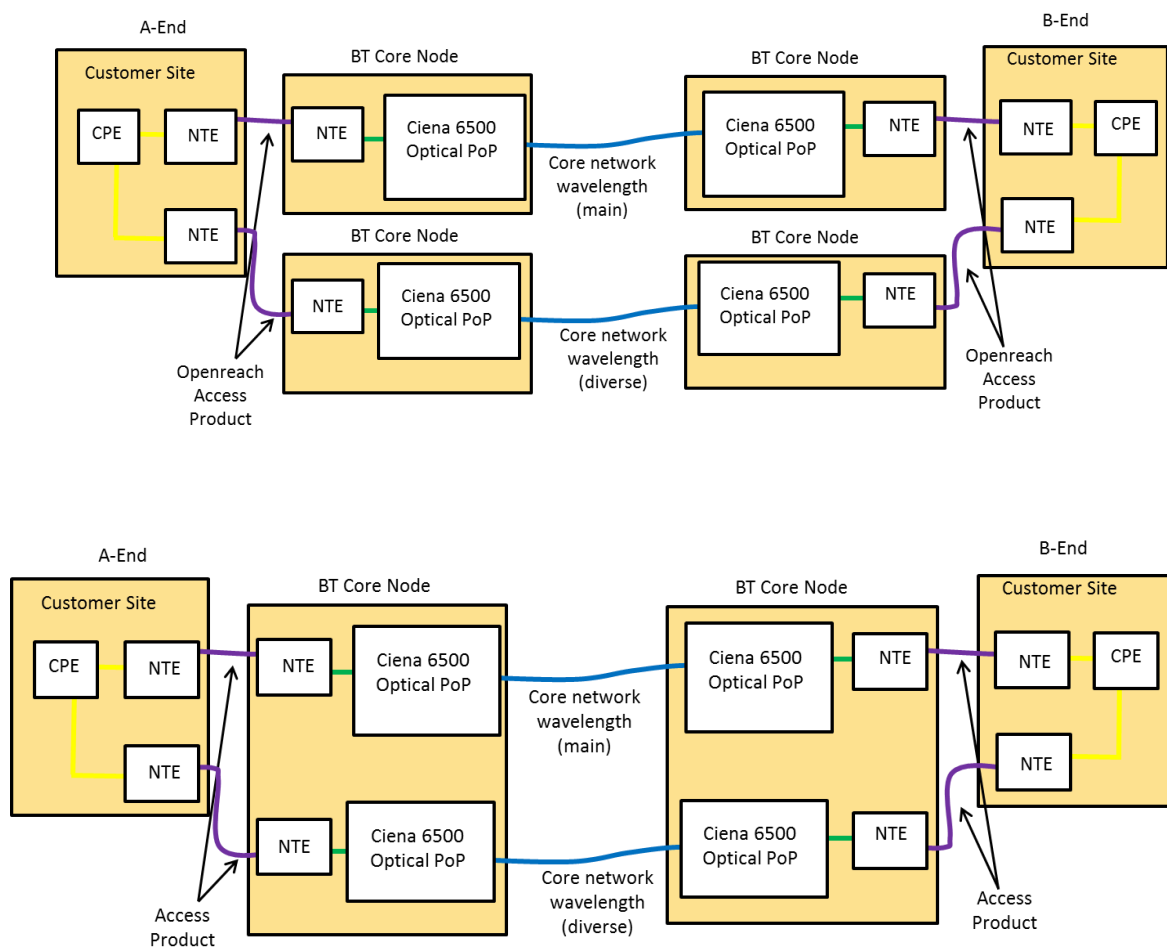 A-End
B-End
BT Core Node
BT Core Node
Customer Site
Customer Site
CPE
NTE
NTE
Ciena 6500
Optical PoP
Ciena 6500
Optical PoP
NTE
NTE
CPE
Core network
wavelength
(main)
NTE
NTE
BT Core Node
BT Core Node
NTE
Ciena 6500
Optical PoP
Ciena 6500
Optical PoP
NTE
Core network
wavelength
(diverse)
Openreach
Access
Product
Openreach
Access
Product
A-End
B-End
BT Core Node
BT Core Node
Customer Site
Customer Site
CPE
NTE
NTE
Ciena 6500
Optical PoP
Ciena 6500
Optical PoP
NTE
NTE
CPE
Core network
wavelength
(main)
NTE
NTE
NTE
Ciena 6500
Optical PoP
Ciena 6500
Optical PoP
NTE
Core network
wavelength
(diverse)
Access
Product
Access
Product